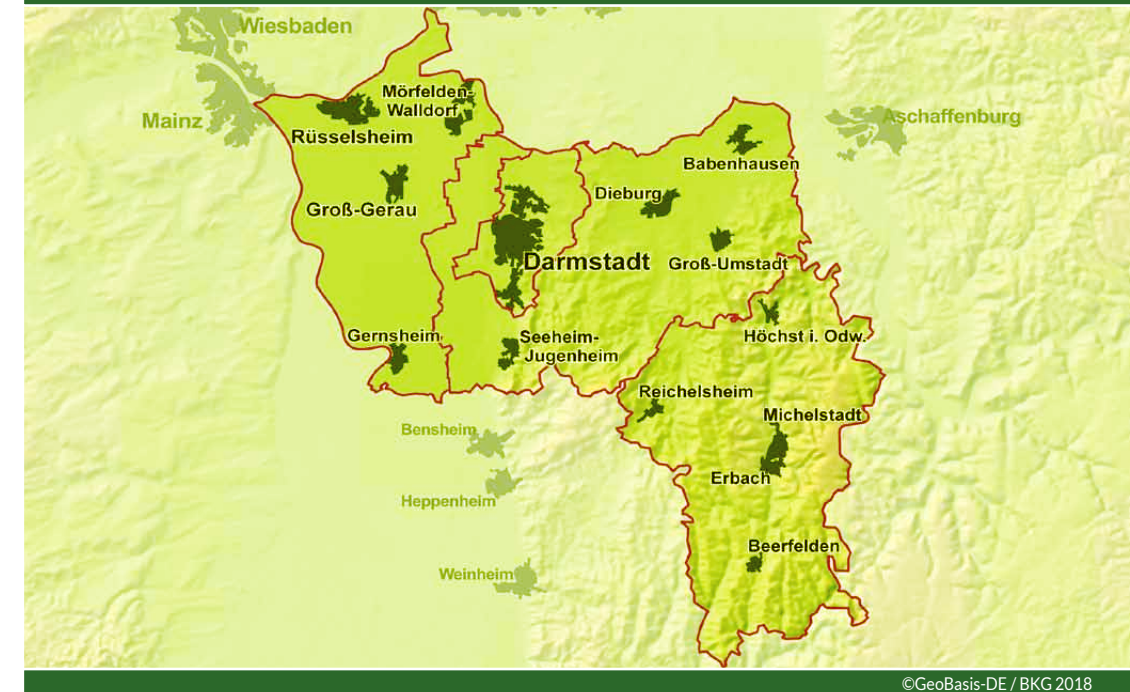 Wiesbaden
Mörfelden-
Walldorf
Mainz
Aschaffenburg
Rüsselsheim
Babenhausen
Dieburg
Groß-Gerau
Darmstadt
Groß-Umstadt
Gernsheim
Seeheim-
Jugenheim
Höchst i. Odw.
Reichelsheim
Michelstadt
Bensheim
Erbach
Heppenheim
Beerfelden
Weinheim
©GeoBasis-DE / BKG 2018